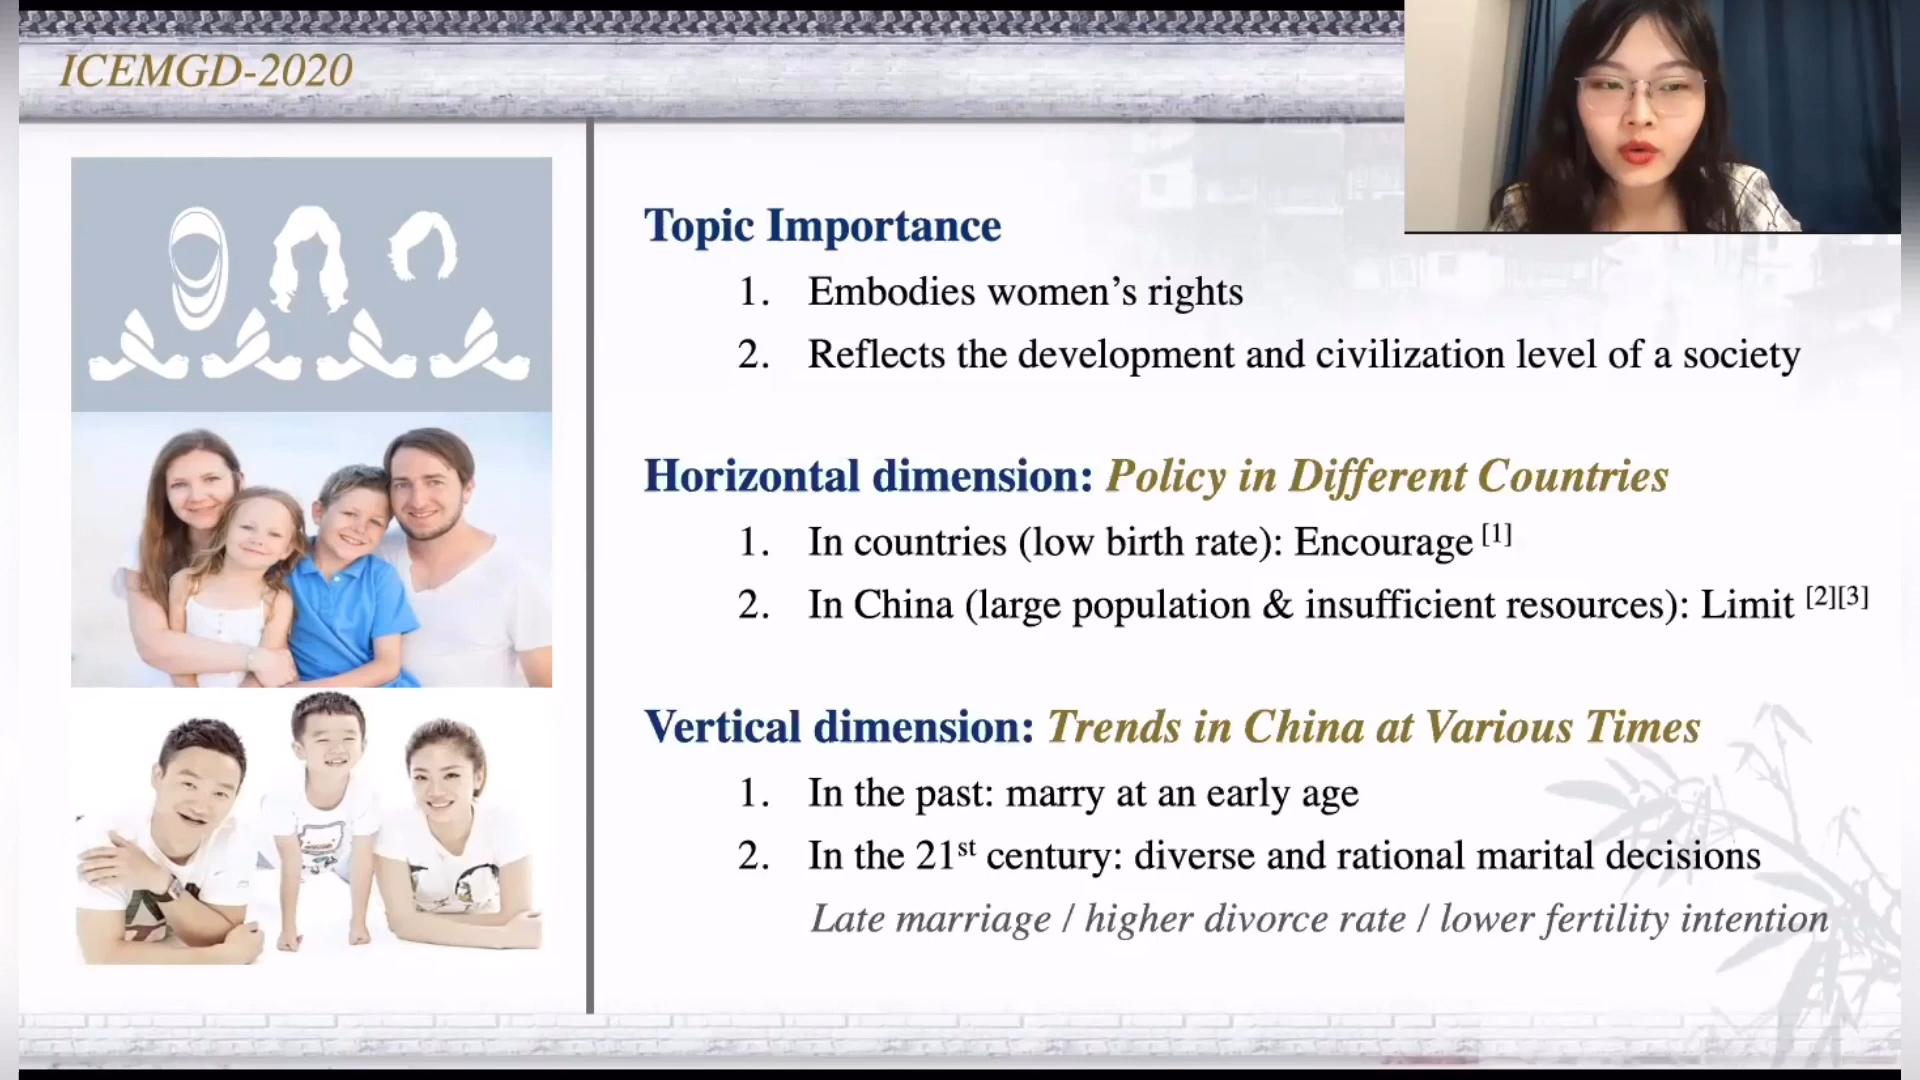 ICEMGD-2020
Topic Importance
1. Embodies women’s rights
2. Reflects the development and civilization level of a society
Horizontal dimension: Policy in Different Countries
1. In countries (low birth rate): Encourage [1]
2. In China (large population & insufficient resources): Limit [2][3]
Vertical dimension: Trends in China at Various Times
1. In the past: marry at an early age
2. In the 21st century: diverse and rational marital decisions
Late marriage / higher divorce rate / lower fertility intention